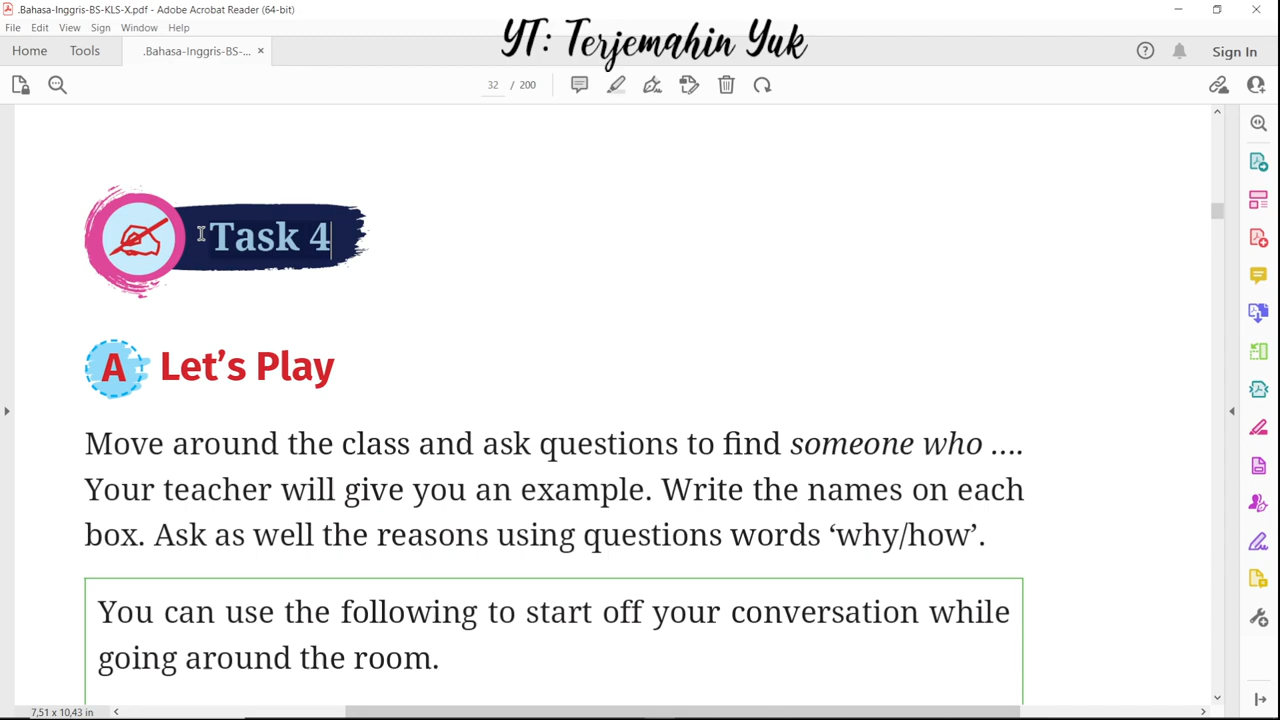 .Bahasa-Inggris-BS-KLS-X.pdf - Adobe Acrobat Reader (64-bit)
File Edit View Sign Window Help
YT: Terjemahin Yuk
Home Tools .Bahasa-Inggris-BS-... × Sign In
32 / 200
Task 4
A Let’s Play
Move around the class and ask questions to find someone who ....
Your teacher will give you an example. Write the names on each
box. Ask as well the reasons using questions words ‘why/how’.
You can use the following to start off your conversation while
going around the room.
7,51 x 10,43 in